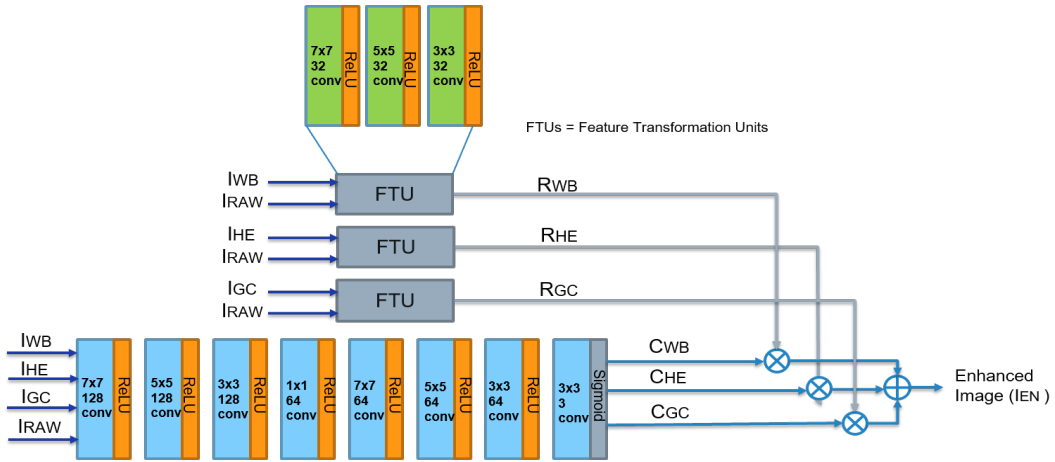 7x7
32
conv
ReLU
5x5
32
conv
ReLU
3x3
32
conv
ReLU
FTUs = Feature Transformation Units
IWB
IRAW
FTU
RWB
IHE
IRAW
FTU
RHE
IGC
IRAW
FTU
RGC
IWB
IHE
IGC
IRAW
7x7
128
conv
ReLU
5x5
128
conv
ReLU
3x3
128
conv
ReLU
1x1
64
conv
ReLU
7x7
64
conv
ReLU
5x5
64
conv
ReLU
3x3
64
conv
ReLU
3x3
3
conv
Sigmoid
CWB
CHE
CGC
Enhanced
Image (IEN )